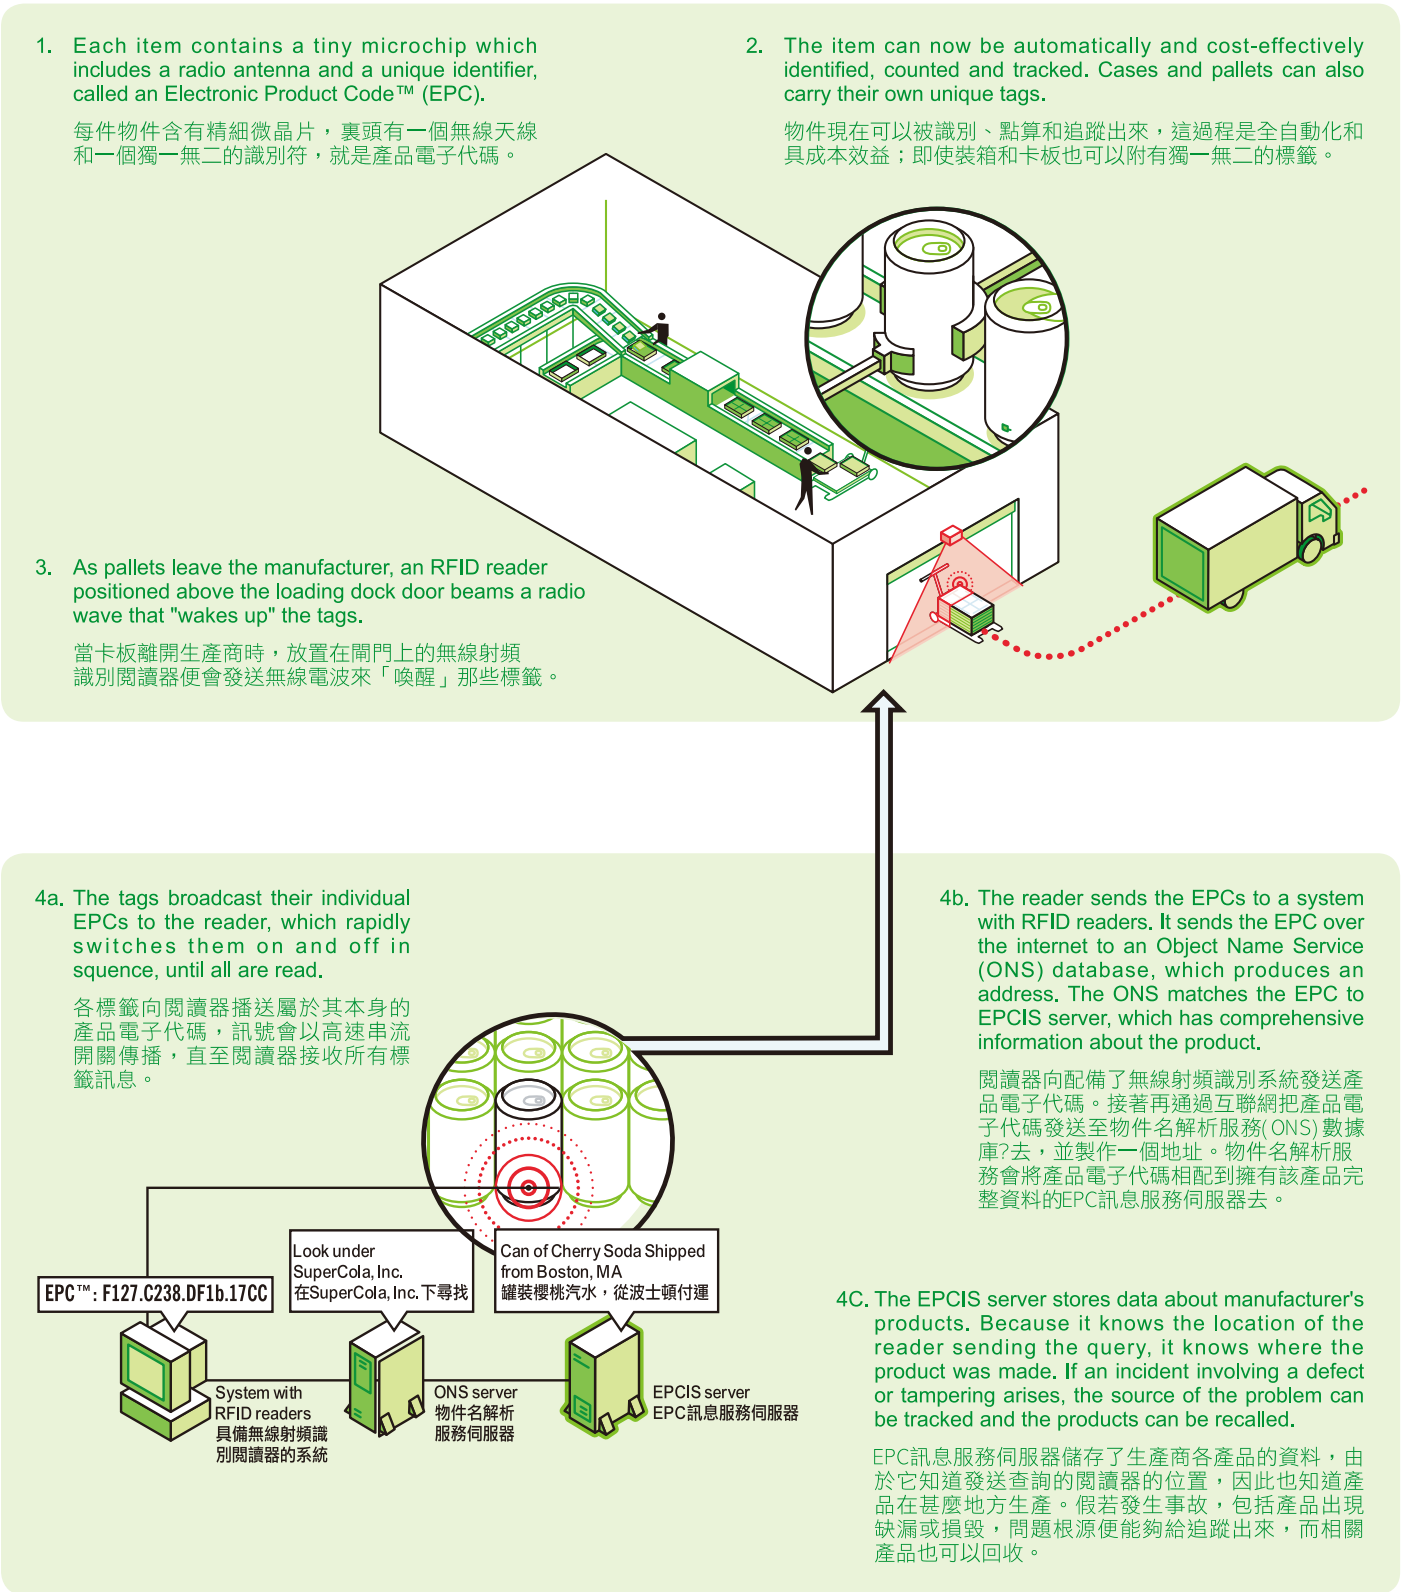 1. Each item contains a tiny microchip which
includes a radio antenna and a unique identifier,
called an Electronic Product Code™ (EPC).
每件物件含有精細微晶片，裏頭有一個無線天線
和一個獨一無二的識別符，就是產品電子代碼。
2. The item can now be automatically and cost-effectively
identified, counted and tracked. Cases and pallets can also
carry their own unique tags.
物件現在可以被識別、點算和追蹤出來，這過程是全自動化和
具成本效益；即使裝箱和卡板也可以附有獨一無二的標籤。
3. As pallets leave the manufacturer, an RFID reader
positioned above the loading dock door beams a radio
wave that "wakes up" the tags.
當卡板離開生產商時，放置在閘門上的無線射頻
識別閱讀器便會發送無線電波來「喚醒」那些標籤。
4a. The tags broadcast their individual
EPCs to the reader, which rapidly
switches them on and off in
squence, until all are read.
各標籤向閱讀器播送屬於其本身的
產品電子代碼，訊號會以高速串流
開關傳播，直至閱讀器接收所有標
籤訊息。
4b. The reader sends the EPCs to a system
with RFID readers. It sends the EPC over
the internet to an Object Name Service
(ONS) database, which produces an
address. The ONS matches the EPC to
EPCIS server, which has comprehensive
information about the product.
閱讀器向配備了無線射頻識別系統發送產
品電子代碼。接著再通過互聯網把產品電
子代碼發送至物件名解析服務(ONS)數據
庫?去，並製作一個地址。物件名解析服
務會將產品電子代碼相配到擁有該產品完
整資料的EPC訊息服務伺服器去。
EPC™: F127.C238.DF1b.17CC
Look under
SuperCola, Inc.
在SuperCola, Inc.下尋找
Can of Cherry Soda Shipped
from Boston, MA
罐裝櫻桃汽水，從波士頓付運
System with
RFID readers
具備無線射頻識
別閱讀器的系統
ONS server
物件名解析
服務伺服器
EPCIS server
EPC訊息服務伺服器
4C. The EPCIS server stores data about manufacturer's
products. Because it knows the location of the
reader sending the query, it knows where the
product was made. If an incident involving a defect
or tampering arises, the source of the problem can
be tracked and the products can be recalled.
EPC訊息服務伺服器儲存了生產商各產品的資料，由
於它知道發送查詢的閱讀器的位置，因此也知道產
品在甚麼地方生產。假若發生事故，包括產品出現
缺漏或損毀，問題根源便能夠給追蹤出來，而相關
產品也可以回收。